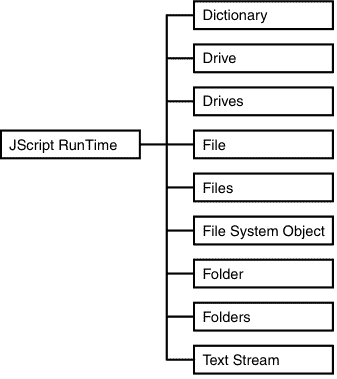 Dictionary
Drive
Drives
JScript RunTime
File
Files
File System Object
Folder
Folders
Text Stream